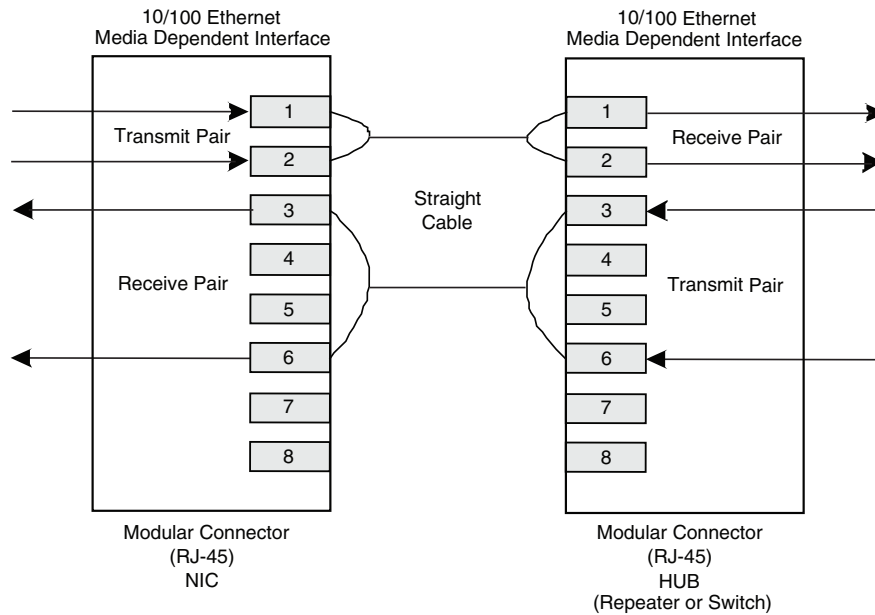 10/100 Ethernet
Media Dependent Interface
10/100 Ethernet
Media Dependent Interface
1
Transmit Pair
2
3
4
Receive Pair
5
6
7
8
Straight
Cable
1
Receive Pair
2
3
4
Transmit Pair
5
6
7
8
Modular Connector
(RJ-45)
NIC
Modular Connector
(RJ-45)
HUB
(Repeater or Switch)